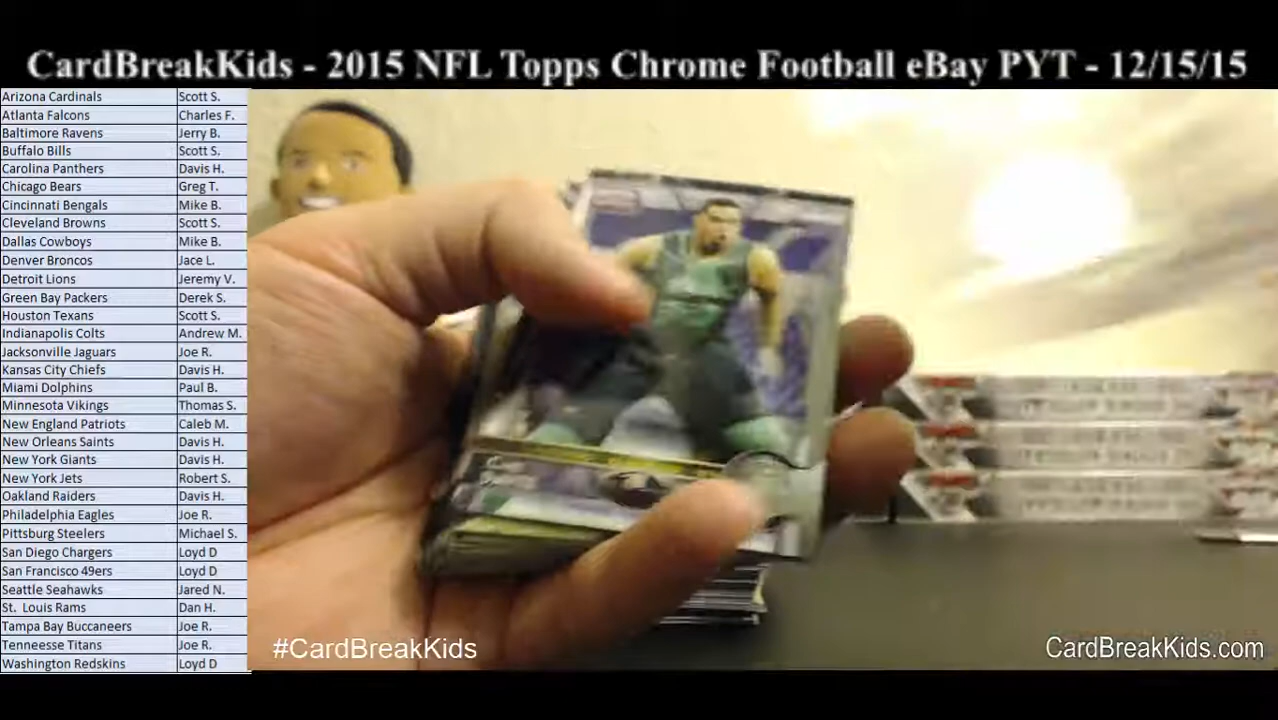 CardBreakKids - 2015 NFL Topps Chrome Football eBay PYT - 12/15/15
Arizona Cardinals Scott S.
Atlanta Falcons Charles F.
Baltimore Ravens Jerry B.
Buffalo Bills Scott S.
Carolina Panthers Davis H.
Chicago Bears Greg T.
Cincinnati Bengals Mike B.
Cleveland Browns Scott S.
Dallas Cowboys Mike B.
Denver Broncos Jace L.
Detroit Lions Jeremy V.
Green Bay Packers Derek S.
Houston Texans Scott S.
Indianapolis Colts Andrew M.
Jacksonville Jaguars Joe R.
Kansas City Chiefs Davis H.
Miami Dolphins Paul B.
Minnesota Vikings Thomas S.
New England Patriots Caleb M.
New Orleans Saints Davis H.
New York Giants Davis H.
New York Jets Robert S.
Oakland Raiders Davis H.
Philadelphia Eagles Joe R.
Pittsburg Steelers Michael S.
San Diego Chargers Loyd D
San Francisco 49ers Loyd D
Seattle Seahawks Jared N.
St. Louis Rams Dan H.
Tampa Bay Buccaneers Joe R.
Tenneesse Titans Joe R.
Washington Redskins Loyd D
#CardBreakKids
CardBreakKids.com